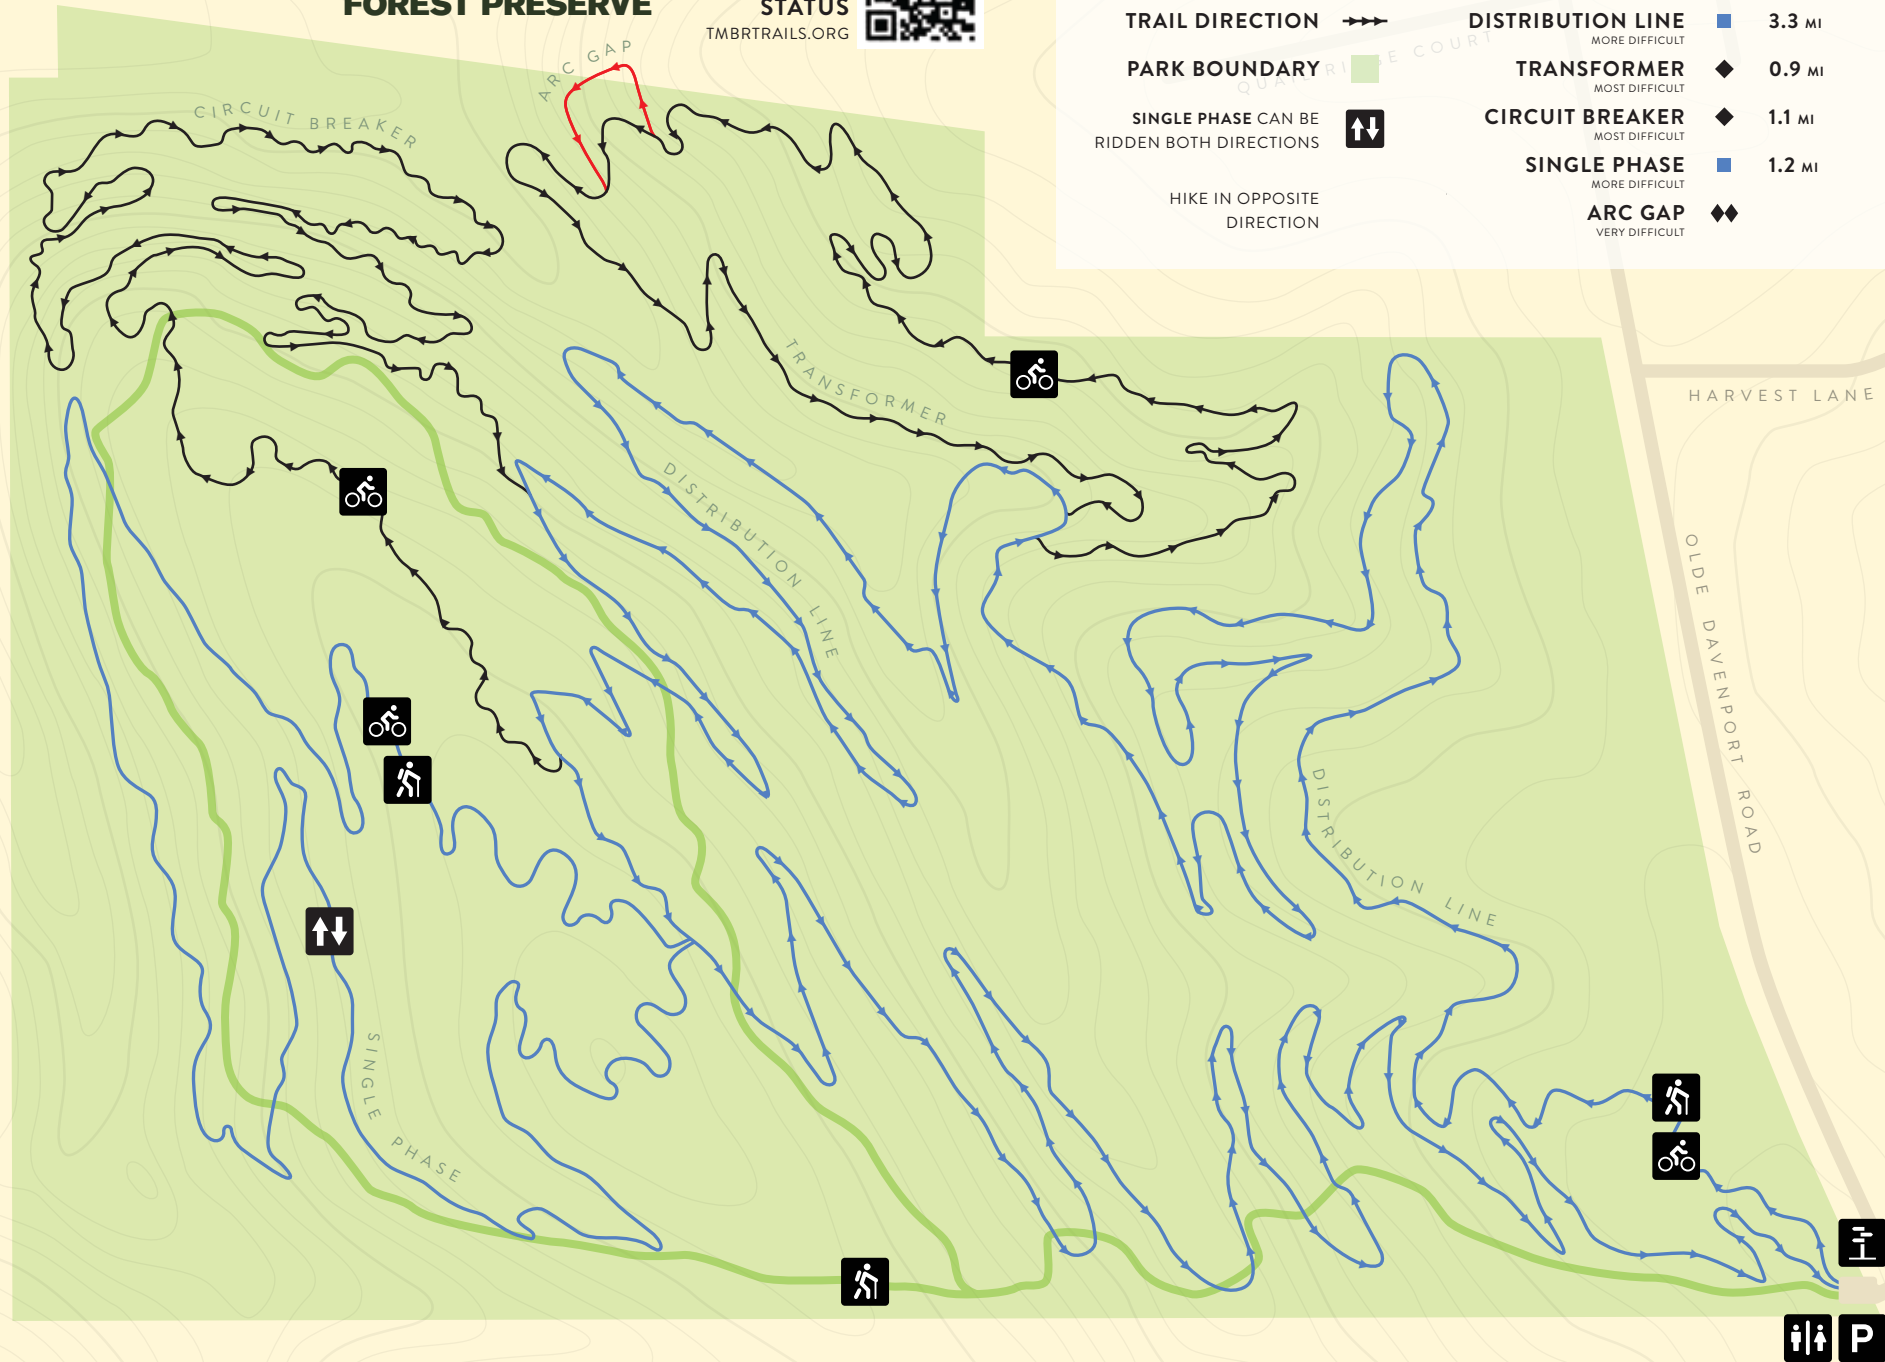 FOREST PRESERVE
STATUS
TMBRTRAILS.ORG
TRAIL DIRECTION
PARK BOUNDARY
SINGLE PHASE CAN BE
RIDDEN BOTH DIRECTIONS
HIKE IN OPPOSITE
DIRECTION
DISTRIBUTION LINE 3.3 MI
MORE DIFFICULT
TRANSFORMER 0.9 MI
MOST DIFFICULT
CIRCUIT BREAKER 1.1 MI
MOST DIFFICULT
SINGLE PHASE 1.2 MI
MORE DIFFICULT
ARC GAP
VERY DIFFICULT
QUAIL RIDGE COURT
ARC GAP
CIRCUIT BREAKER
TRANSFORMER
HARVEST LANE
DISTRIBUTION LINE
OLDE DAVENPORT ROAD
DISTRIBUTION LINE
SINGLE PHASE
P